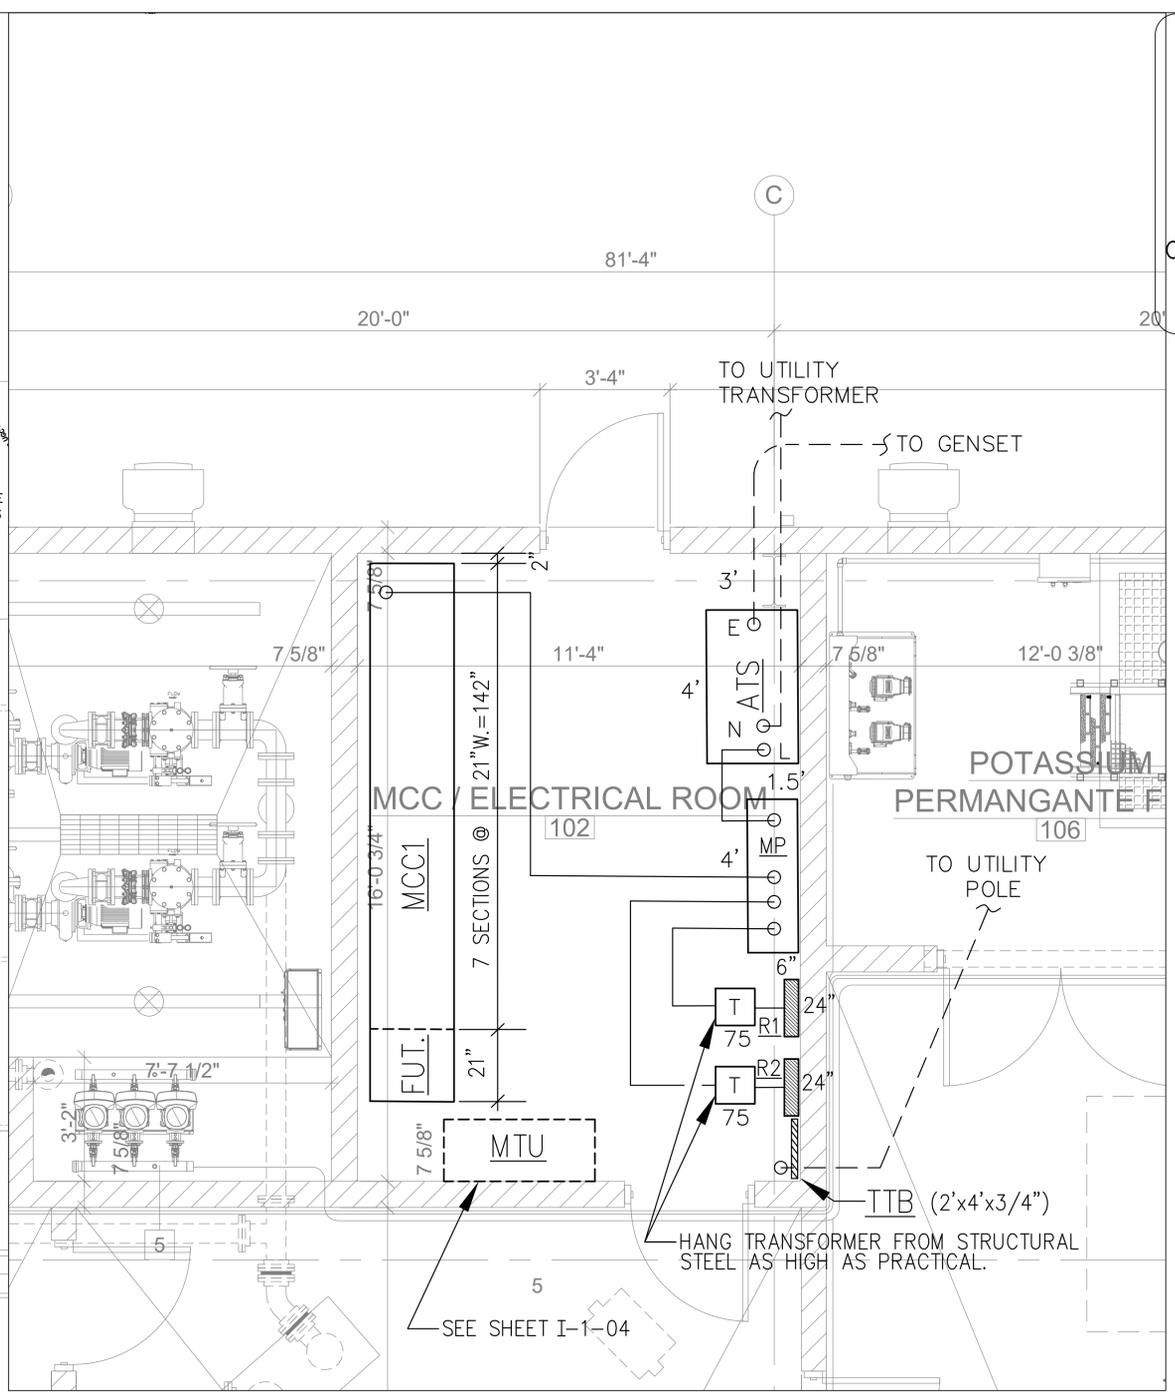 C
81'-4"
20'-0"
20'
3'-4"
TO UTILITY
TRANSFORMER
TO GENSET
2"
7 5/8"
3'
E
ATS
4'
N
L
1.5'
7 5/8"
11'-4"
7 5/8"
12'-0 3/8"
FLOW
FLOW
MCC / ELECTRICAL ROOM
102
POTASSIUM
PERMANGANTE F
106
MP
4'
MCC1
16'-0 3/4"
7 SECTIONS @ 21"W.=142"
TO UTILITY
POLE
6"
T
75
R1
24"
T
75
R2
24"
FUT.
21"
7'-7 1/2"
3'-2"
7 5/8"
7 5/8"
MTU
TTB (2'x4'x3/4")
HANG TRANSFORMER FROM STRUCTURAL
STEEL AS HIGH AS PRACTICAL.
5
5
SEE SHEET I-1-04